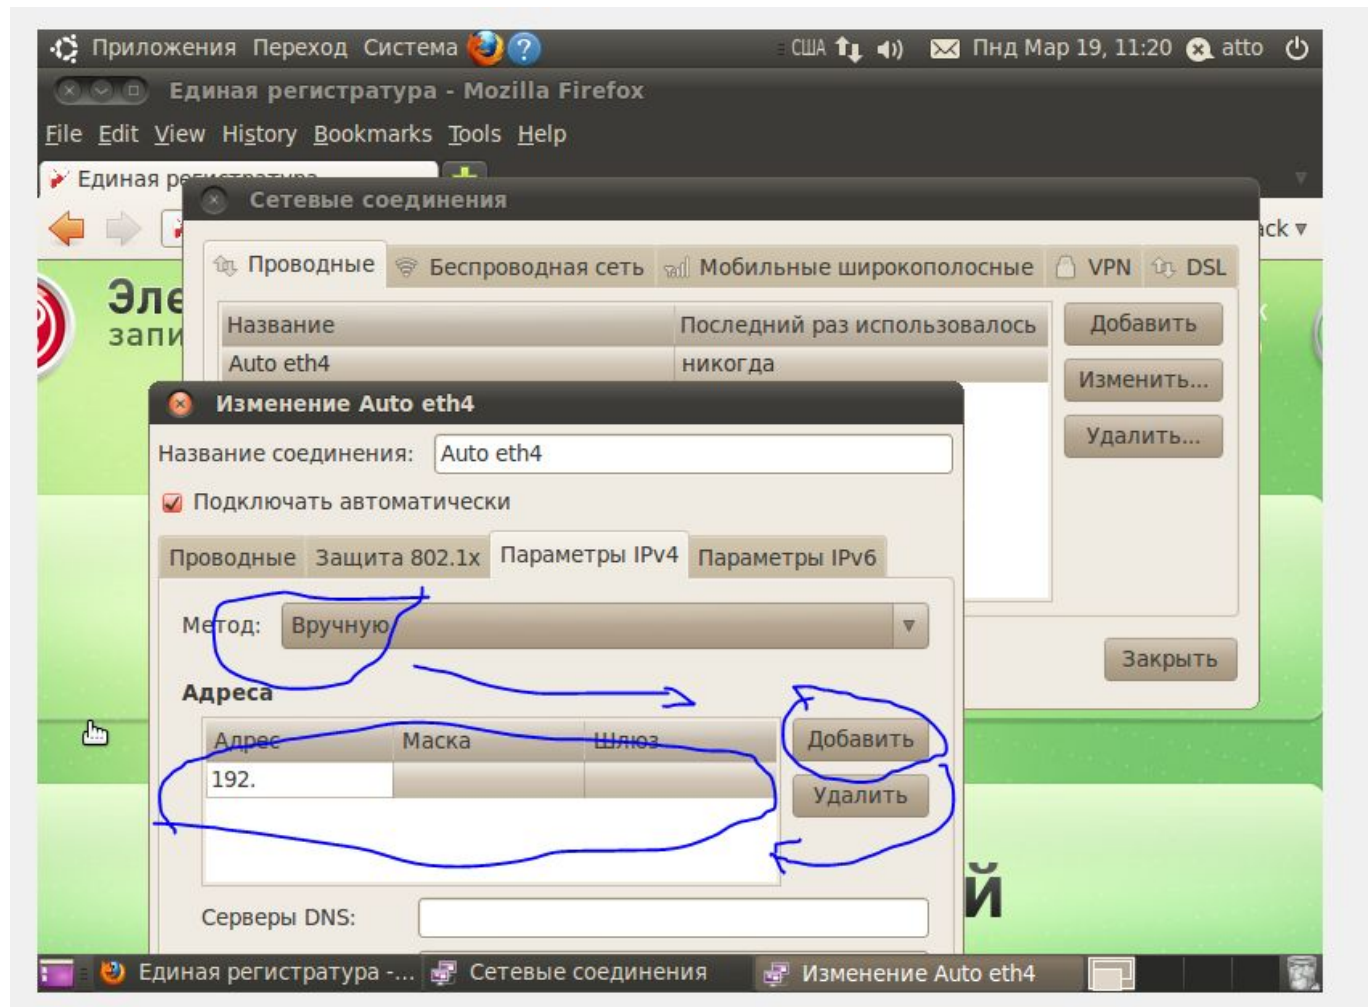 Приложения Переход Система США Пнд Мар 19, 11:20 atto
Единая регистратура - Mozilla Firefox
File Edit View History Bookmarks Tools Help
Единая регистратура
Сетевые соединения
Проводные Беспроводная сеть Мобильные широкополосные VPN DSL
Название Последний раз использовалось Добавить
Auto eth4 никогда
Изменить...
Удалить...
Изменение Auto eth4
Название соединения: Auto eth4
Подключать автоматически
Проводные Защита 802.1x Параметры IPv4 Параметры IPv6
Метод: Вручную
Закрыть
Адреса
Адрес Маска Шлюз Добавить
192.
Удалить
Серверы DNS:
Единая регистратура -... Сетевые соединения Изменение Auto eth4